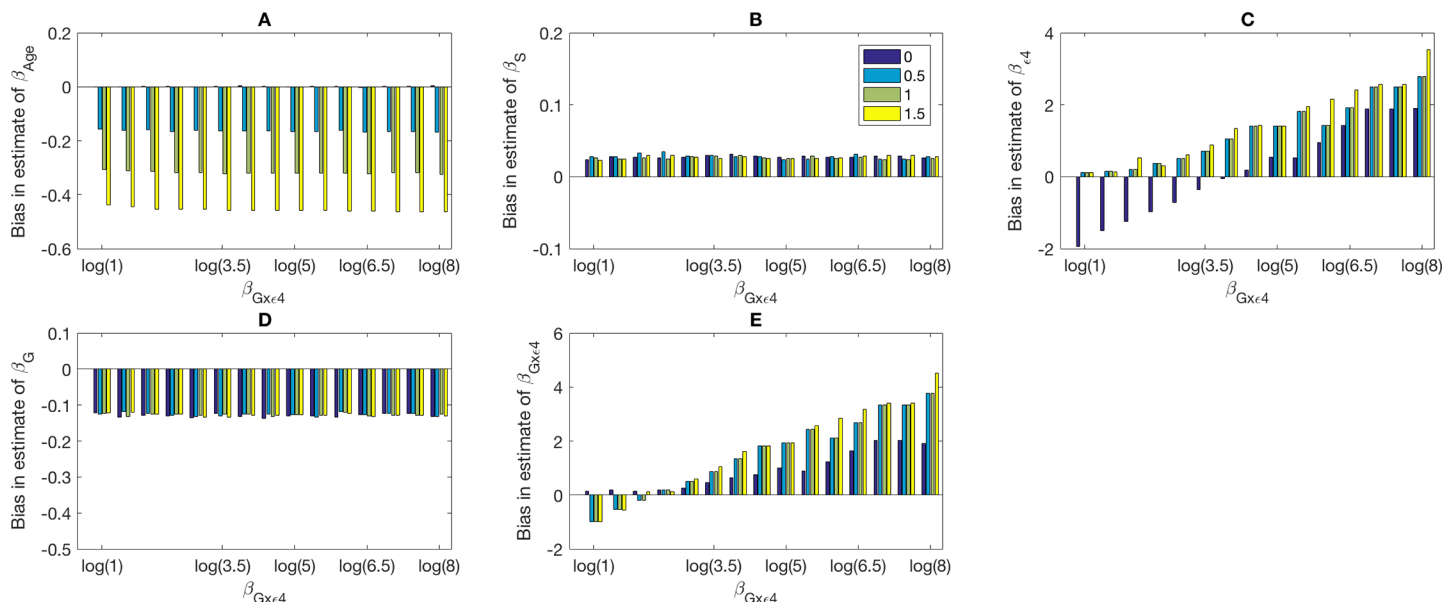 A
Bias in estimate of β_Age
0.2
0
-0.2
-0.4
-0.6
log(1) log(3.5) log(5) log(6.5) log(8)
β_Gxϵ4
B
Bias in estimate of β_S
0.2
0.1
0
-0.1
0
0.5
1
1.5
log(1) log(3.5) log(5) log(6.5) log(8)
β_Gxϵ4
C
Bias in estimate of β_ϵ4
4
2
0
-2
log(1) log(3.5) log(5) log(6.5) log(8)
β_Gxϵ4
D
Bias in estimate of β_G
0.1
0
-0.1
-0.2
-0.3
-0.4
-0.5
log(1) log(3.5) log(5) log(6.5) log(8)
β_Gxϵ4
E
Bias in estimate of β_Gxϵ4
6
4
2
0
-2
log(1) log(3.5) log(5) log(6.5) log(8)
β_Gxϵ4